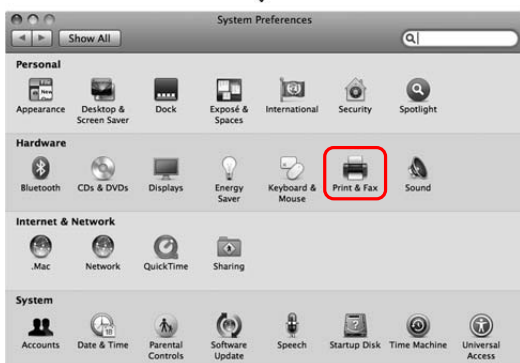 System Preferences
Show All
Personal
Appearance
Desktop &
Screen Saver
Dock
Exposé &
Spaces
International
Security
Spotlight
Hardware
Bluetooth
CDs & DVDs
Displays
Energy
Saver
Keyboard &
Mouse
Print & Fax
Sound
Internet & Network
.Mac
Network
QuickTime
Sharing
System
Accounts
Date & Time
Parental
Controls
Software
Update
Speech
Startup Disk
Time Machine
Universal
Access